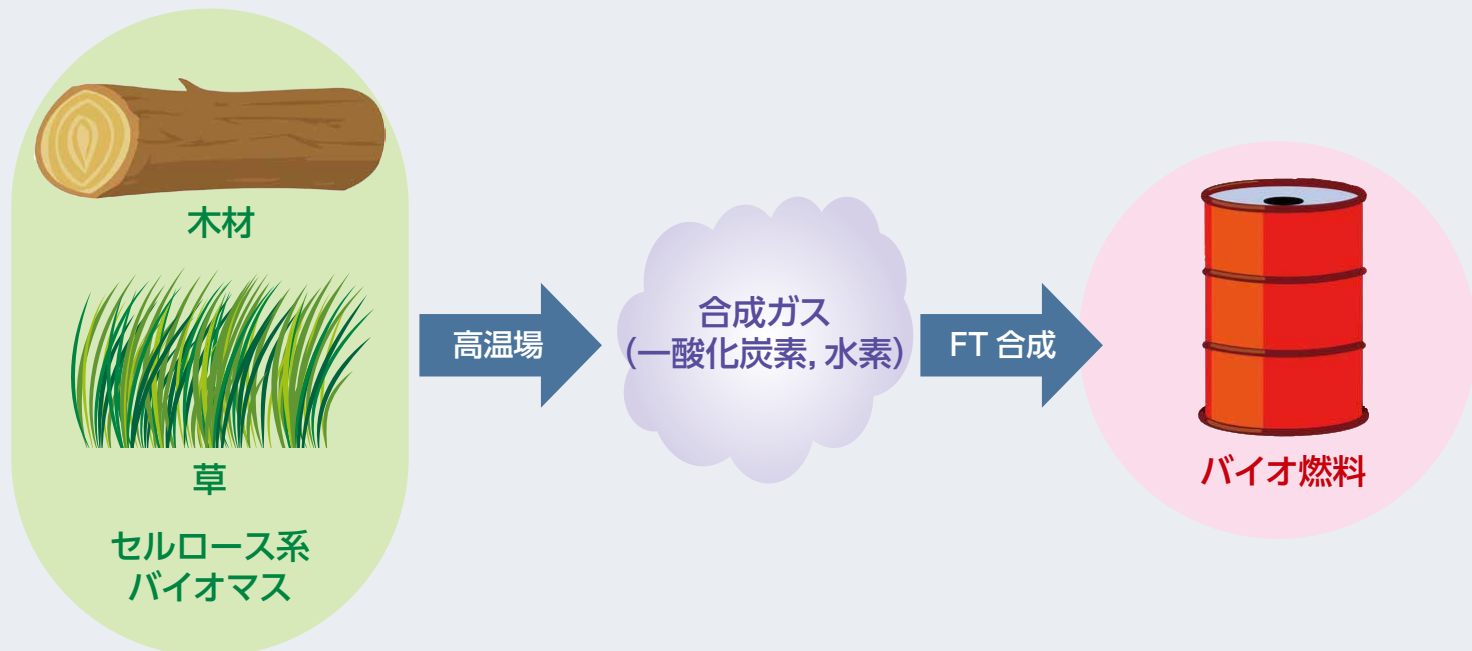 木材
草
セルロース系
バイオマス
高温場
合成ガス
(一酸化炭素, 水素)
FT 合成
バイオ燃料